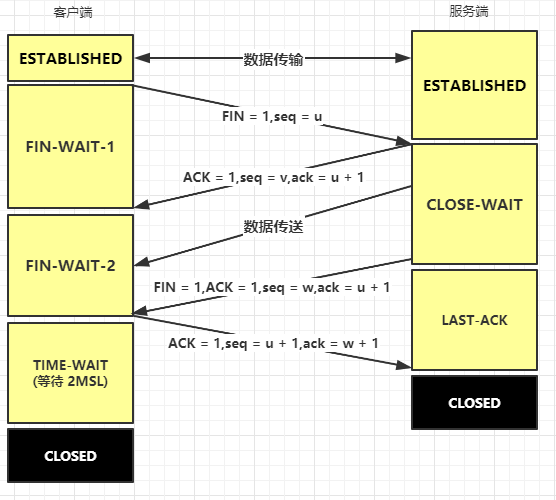 客户端
服务端
ESTABLISHED
数据传输
ESTABLISHED
FIN = 1,seq = u
FIN-WAIT-1
ACK = 1,seq = v,ack = u + 1
CLOSE-WAIT
数据传送
FIN-WAIT-2
FIN = 1,ACK = 1,seq = w,ack = u + 1
LAST-ACK
ACK = 1,seq = u + 1,ack = w + 1
TIME-WAIT
(等待 2MSL)
CLOSED
CLOSED